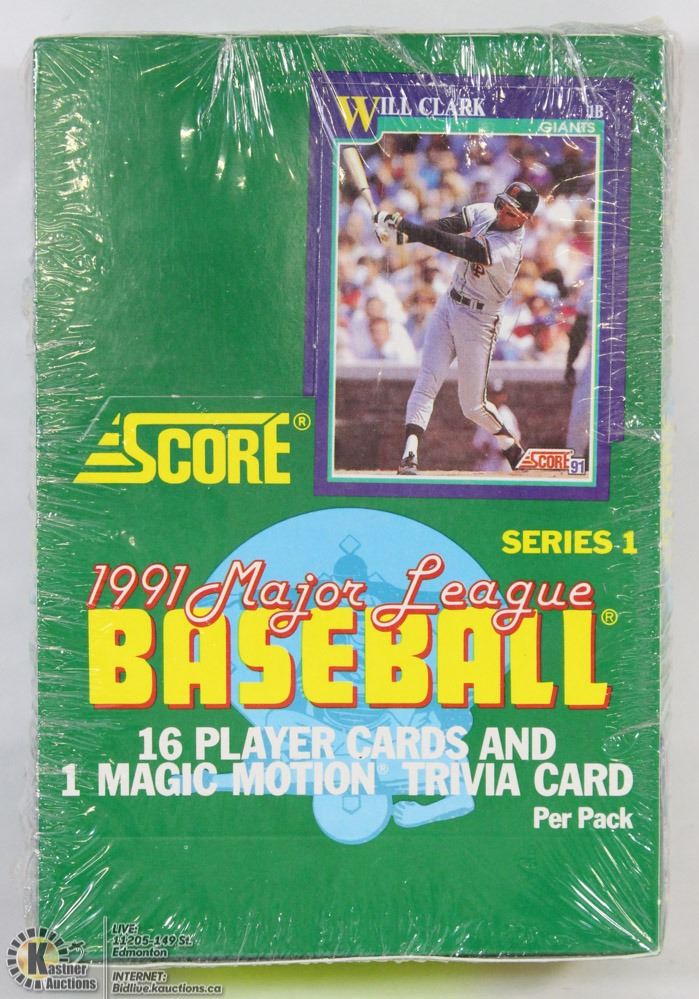 WILL CLARK 1B
GIANTS
SCORE 91
SCORE®
SERIES 1
1991 Major League
BASEBALL®
16 PLAYER CARDS AND
1 MAGIC MOTION® TRIVIA CARD
Per Pack
Kastner
Auctions
LIVE:
11205-149 St.
Edmonton
INTERNET:
Bidlive.kauctions.ca